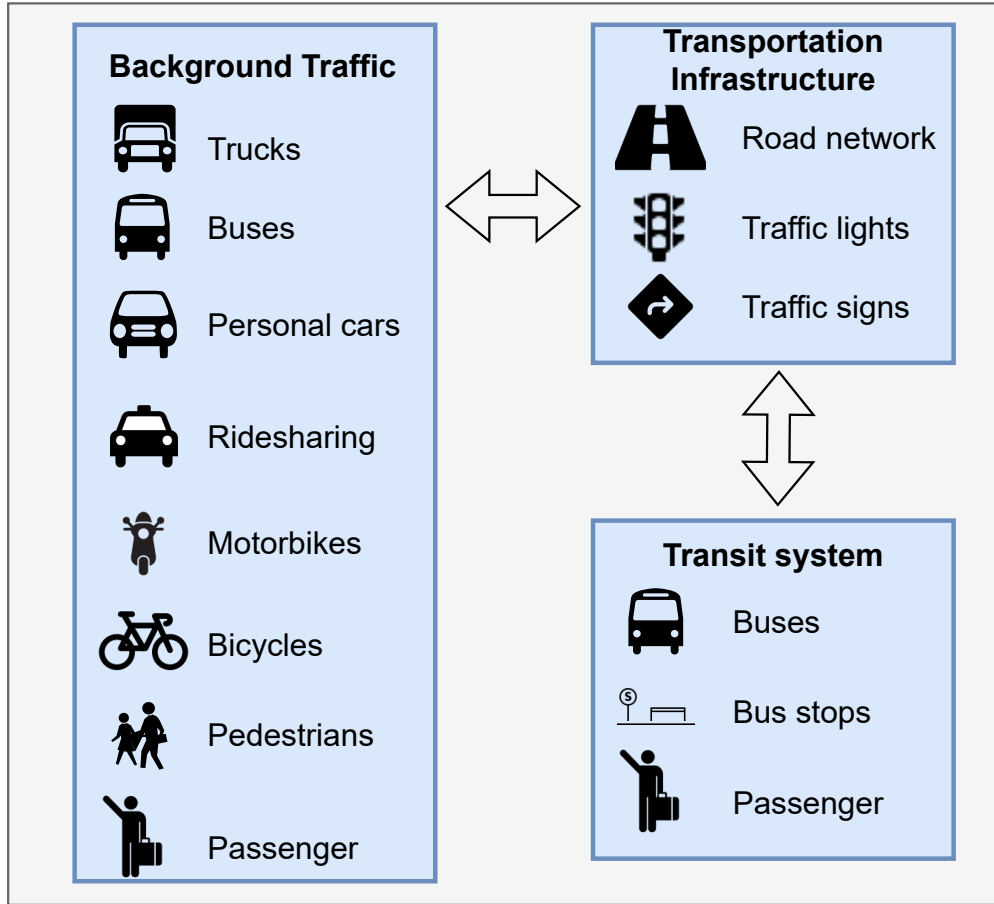 Background Traffic
Trucks
Buses
Personal cars
Ridesharing
Motorbikes
Bicycles
Pedestrians
Passenger
Transportation
Infrastructure
Road network
Traffic lights
Traffic signs
Transit system
Buses
S
Bus stops
Passenger